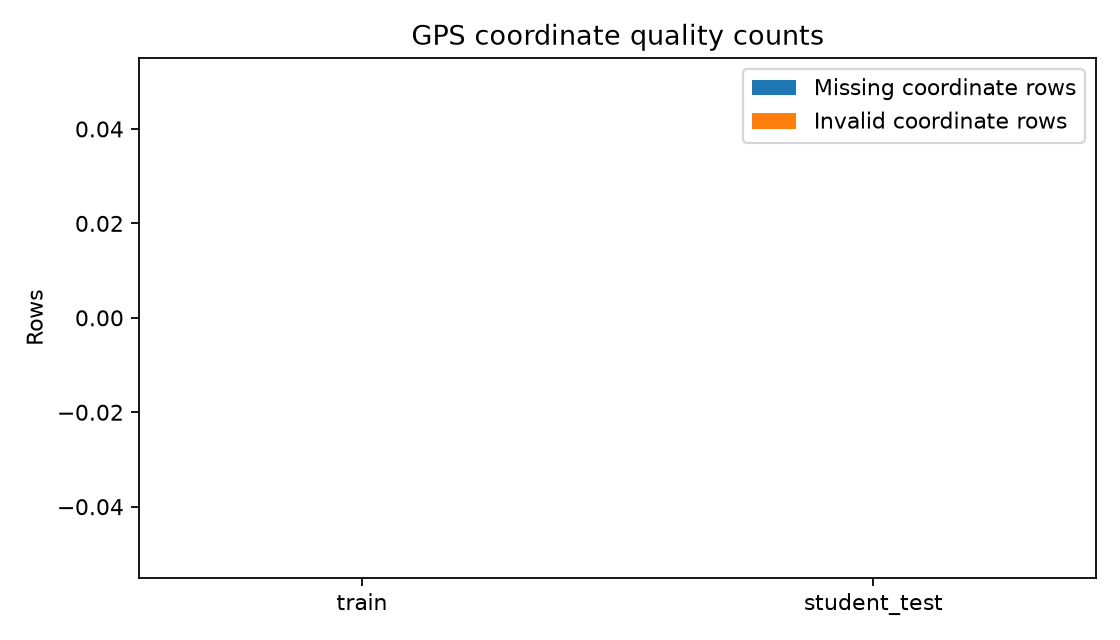 GPS coordinate quality counts
Missing coordinate rows
Invalid coordinate rows
0.04
0.02
0.00
−0.02
−0.04
Rows
train
student_test